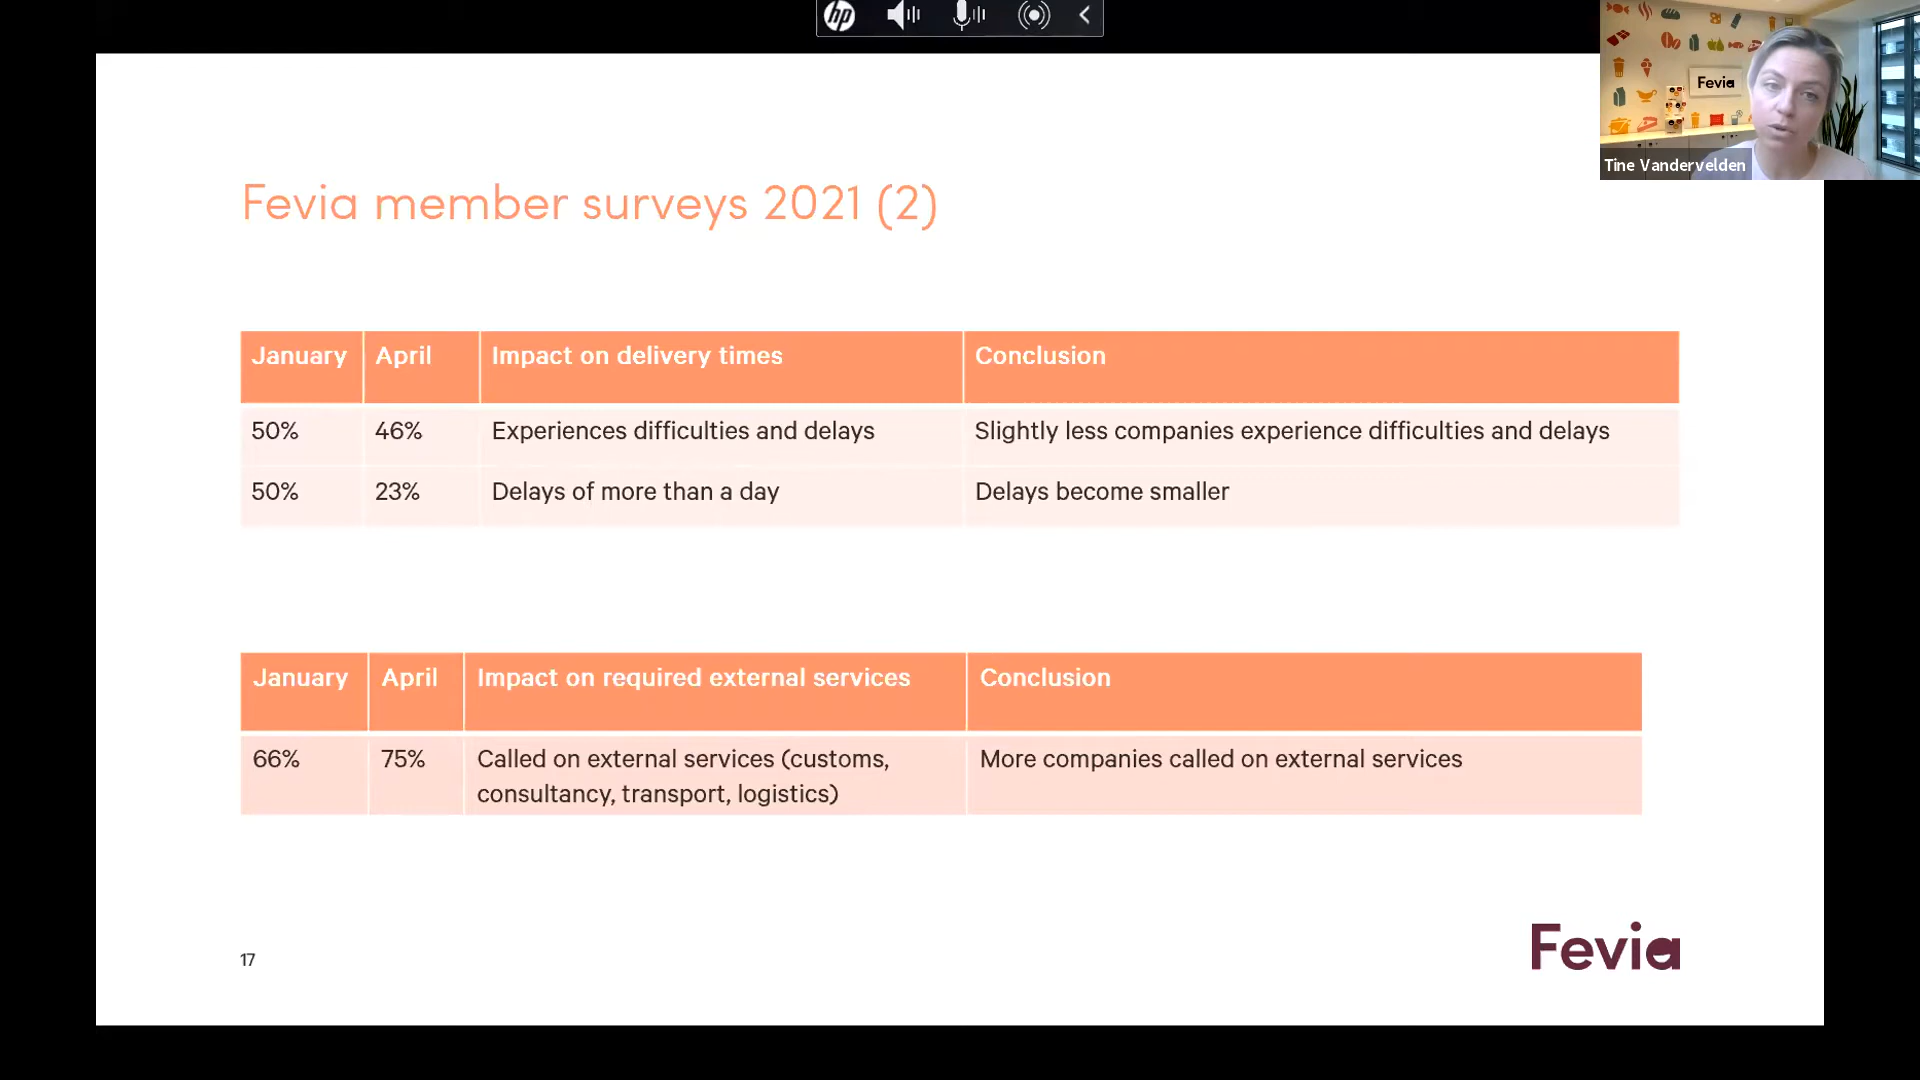 hp
Fevia
Tine Vandervelden
Fevia member surveys 2021 (2)
January April Impact on delivery times Conclusion
50% 46% Experiences difficulties and delays Slightly less companies experience difficulties and delays
50% 23% Delays of more than a day Delays become smaller
January April Impact on required external services Conclusion
66% 75% Called on external services (customs, More companies called on external services
consultancy, transport, logistics)
17
Fevia